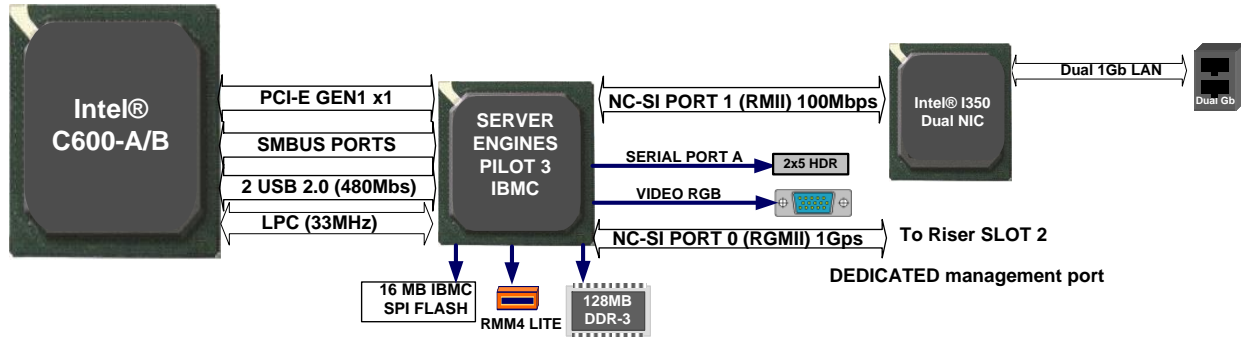 Intel®
C600-A/B
PCI-E GEN1 x1
SMBUS PORTS
2 USB 2.0 (480Mbs)
LPC (33MHz)
SERVER
ENGINES
PILOT 3
IBMC
NC-SI PORT 1 (RMII) 100Mbps
Intel® I350
Dual NIC
Dual 1Gb LAN
Dual Gb
SERIAL PORT A
2x5 HDR
VIDEO RGB
NC-SI PORT 0 (RGMII) 1Gps
To Riser SLOT 2
DEDICATED management port
16 MB IBMC
SPI FLASH
RMM4 LITE
128MB
DDR-3